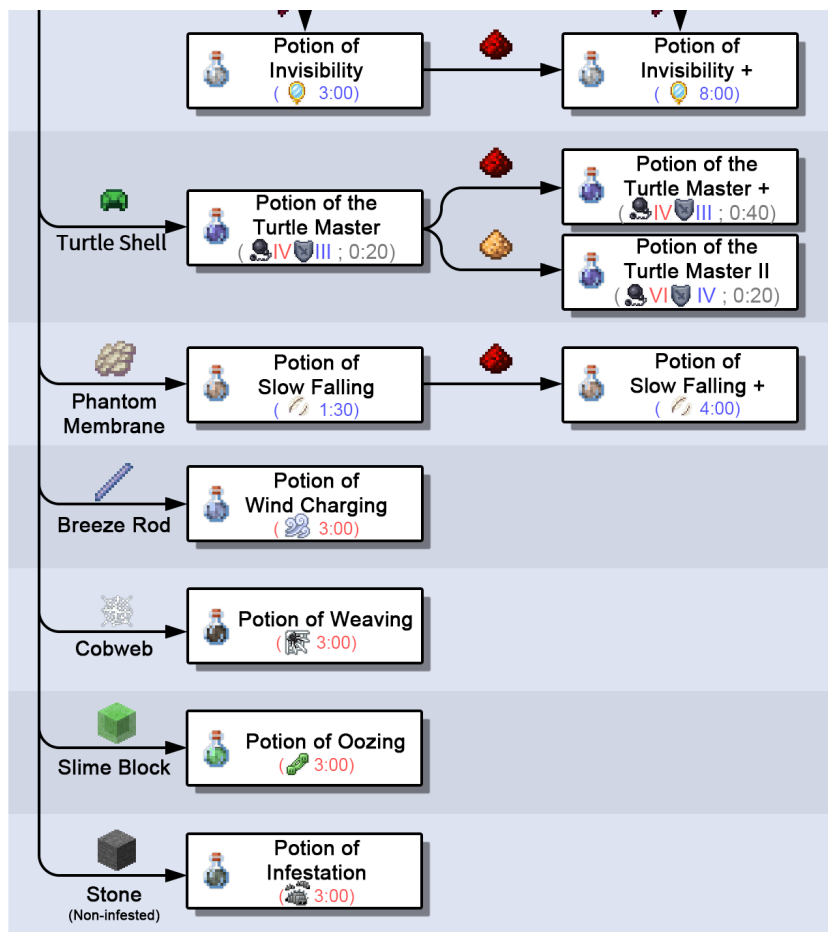 Potion of
Invisibility
( 3:00)
Potion of
Invisibility +
( 8:00)
Turtle Shell
Potion of the
Turtle Master
( IV III ; 0:20)
Potion of the
Turtle Master +
( IV III ; 0:40)
Potion of the
Turtle Master II
( VI IV ; 0:20)
Phantom
Membrane
Potion of
Slow Falling
( 1:30)
Potion of
Slow Falling +
( 4:00)
Breeze Rod
Potion of
Wind Charging
( 3:00)
Cobweb
Potion of Weaving
( 3:00)
Slime Block
Potion of Oozing
( 3:00)
Stone
(Non-infested)
Potion of
Infestation
( 3:00)